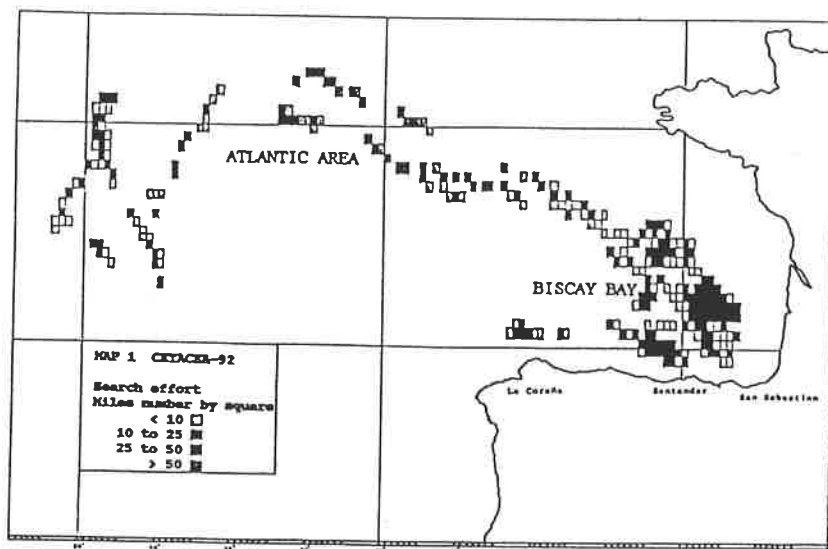 ATLANTIC AREA
BISCAY BAY
MAP 1 CETACEA-92
Search effort
Miles number by square
< 10
10 to 25
25 to 50
> 50
La Coruña
Santander
San Sebastian